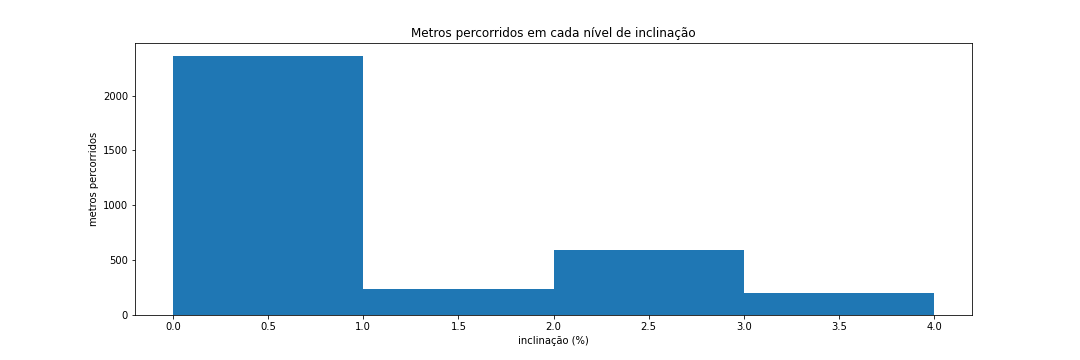 Metros percorridos em cada nível de inclinação
metros percorridos
2000
1500
1000
500
0
0.0 0.5 1.0 1.5 2.0 2.5 3.0 3.5 4.0
inclinação (%)